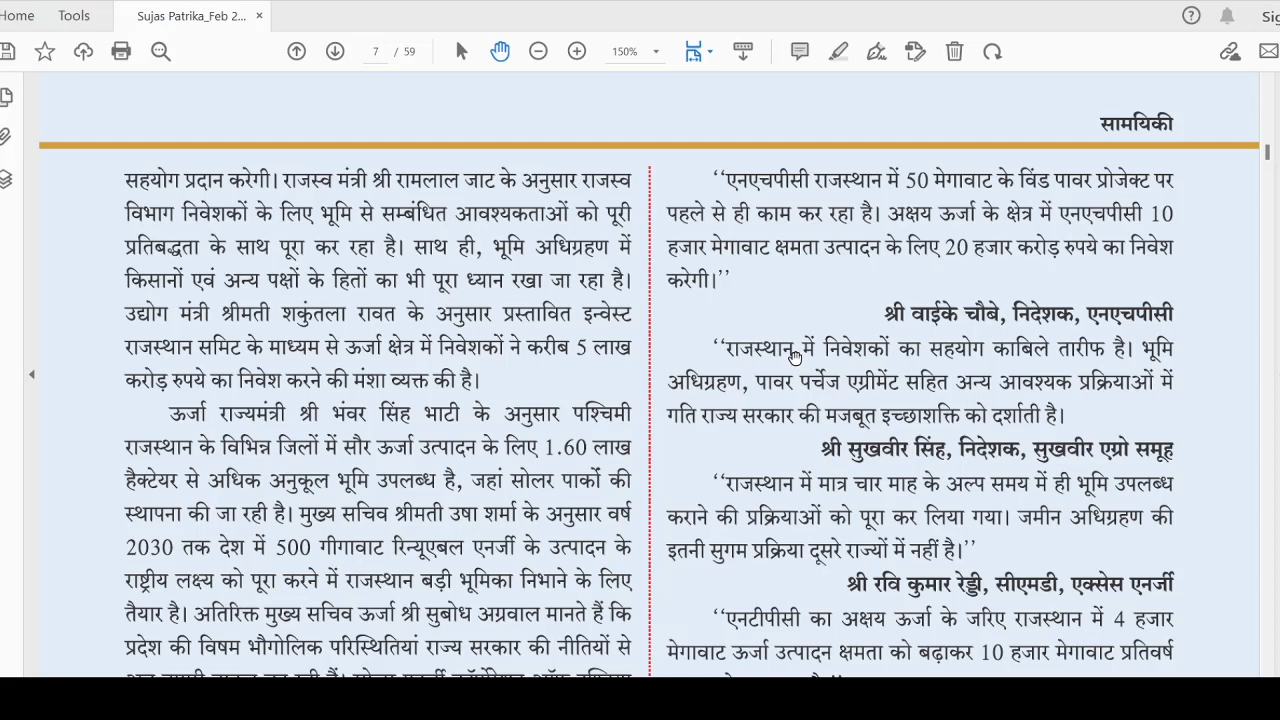 Home
Tools
Sujas Patrika_Feb 2...
×
7 / 59
150%
सामयिकी
सहयोग प्रदान करेगी। राजस्व मंत्री श्री रामलाल जाट के अनुसार राजस्व
विभाग निवेशकों के लिए भूमि से सम्बंधित आवश्यकताओं को पूरी
प्रतिबद्धता के साथ पूरा कर रहा है। साथ ही, भूमि अधिग्रहण में
किसानों एवं अन्य पक्षों के हितों का भी पूरा ध्यान रखा जा रहा है।
उद्योग मंत्री श्रीमती शकुंतला रावत के अनुसार प्रस्तावित इन्वेस्ट
राजस्थान समिट के माध्यम से ऊर्जा क्षेत्र में निवेशकों ने करीब 5 लाख
करोड़ रुपये का निवेश करने की मंशा व्यक्त की है।
ऊर्जा राज्यमंत्री श्री भंवर सिंह भाटी के अनुसार पश्चिमी
राजस्थान के विभिन्न जिलों में सौर ऊर्जा उत्पादन के लिए 1.60 लाख
हैक्टेयर से अधिक अनुकूल भूमि उपलब्ध है, जहां सोलर पार्कों की
स्थापना की जा रही है। मुख्य सचिव श्रीमती उषा शर्मा के अनुसार वर्ष
2030 तक देश में 500 गीगावाट रिन्यूएबल एनर्जी के उत्पादन के
राष्ट्रीय लक्ष्य को पूरा करने में राजस्थान बड़ी भूमिका निभाने के लिए
तैयार है। अतिरिक्त मुख्य सचिव ऊर्जा श्री सुबोध अग्रवाल मानते हैं कि
प्रदेश की विषम भौगोलिक परिस्थितियां राज्य सरकार की नीतियों से
‘‘एनएचपीसी राजस्थान में 50 मेगावाट के विंड पावर प्रोजेक्ट पर
पहले से ही काम कर रहा है। अक्षय ऊर्जा के क्षेत्र में एनएचपीसी 10
हजार मेगावाट क्षमता उत्पादन के लिए 20 हजार करोड़ रुपये का निवेश
करेगी।’’
श्री वाईके चौबे, निदेशक, एनएचपीसी
‘‘राजस्थान में निवेशकों का सहयोग काबिले तारीफ है। भूमि
अधिग्रहण, पावर पर्चेज एग्रीमेंट सहित अन्य आवश्यक प्रक्रियाओं में
गति राज्य सरकार की मजबूत इच्छाशक्ति को दर्शाती है।
श्री सुखवीर सिंह, निदेशक, सुखवीर एग्रो समूह
‘‘राजस्थान में मात्र चार माह के अल्प समय में ही भूमि उपलब्ध
कराने की प्रक्रियाओं को पूरा कर लिया गया। जमीन अधिग्रहण की
इतनी सुगम प्रक्रिया दूसरे राज्यों में नहीं है।’’
श्री रवि कुमार रेड्डी, सीएमडी, एक्सेस एनर्जी
‘‘एनटीपीसी का अक्षय ऊर्जा के जरिए राजस्थान में 4 हजार
मेगावाट ऊर्जा उत्पादन क्षमता को बढ़ाकर 10 हजार मेगावाट प्रतिवर्ष